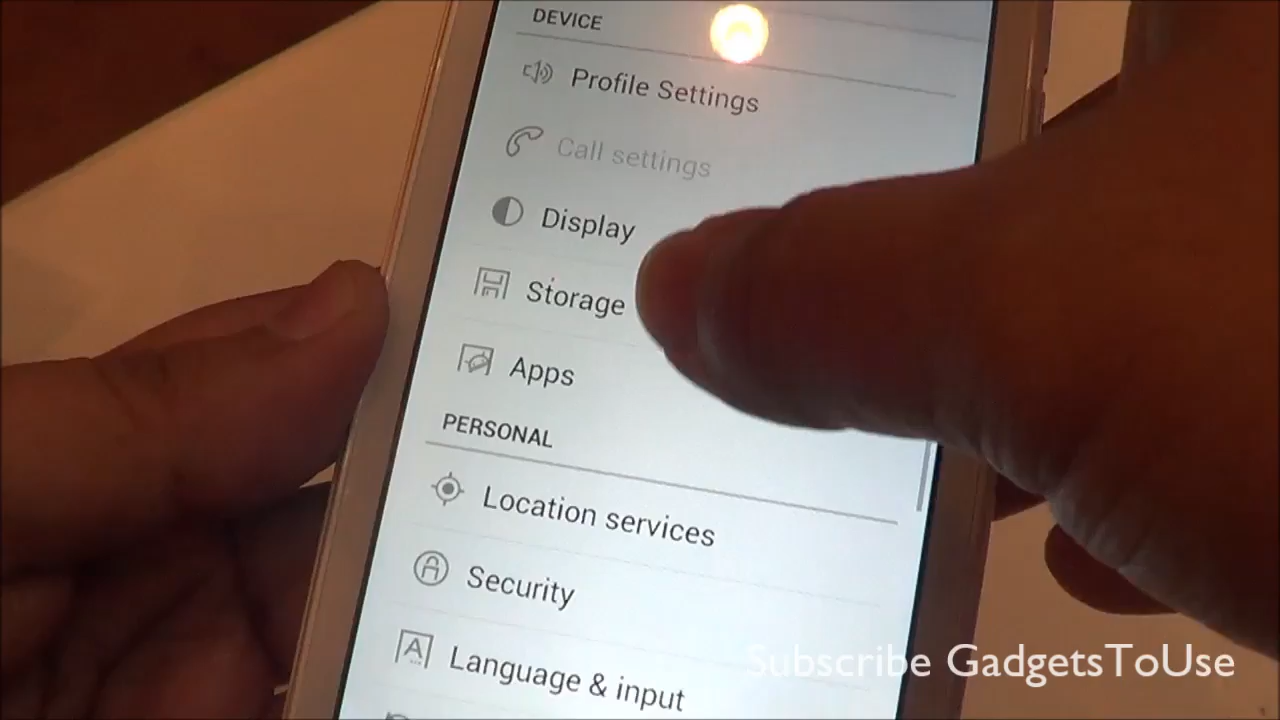 DEVICE
Profile Settings
Call settings
Display
Storage
Apps
PERSONAL
Location services
Security
Language & input
Subscribe GadgetsToUse